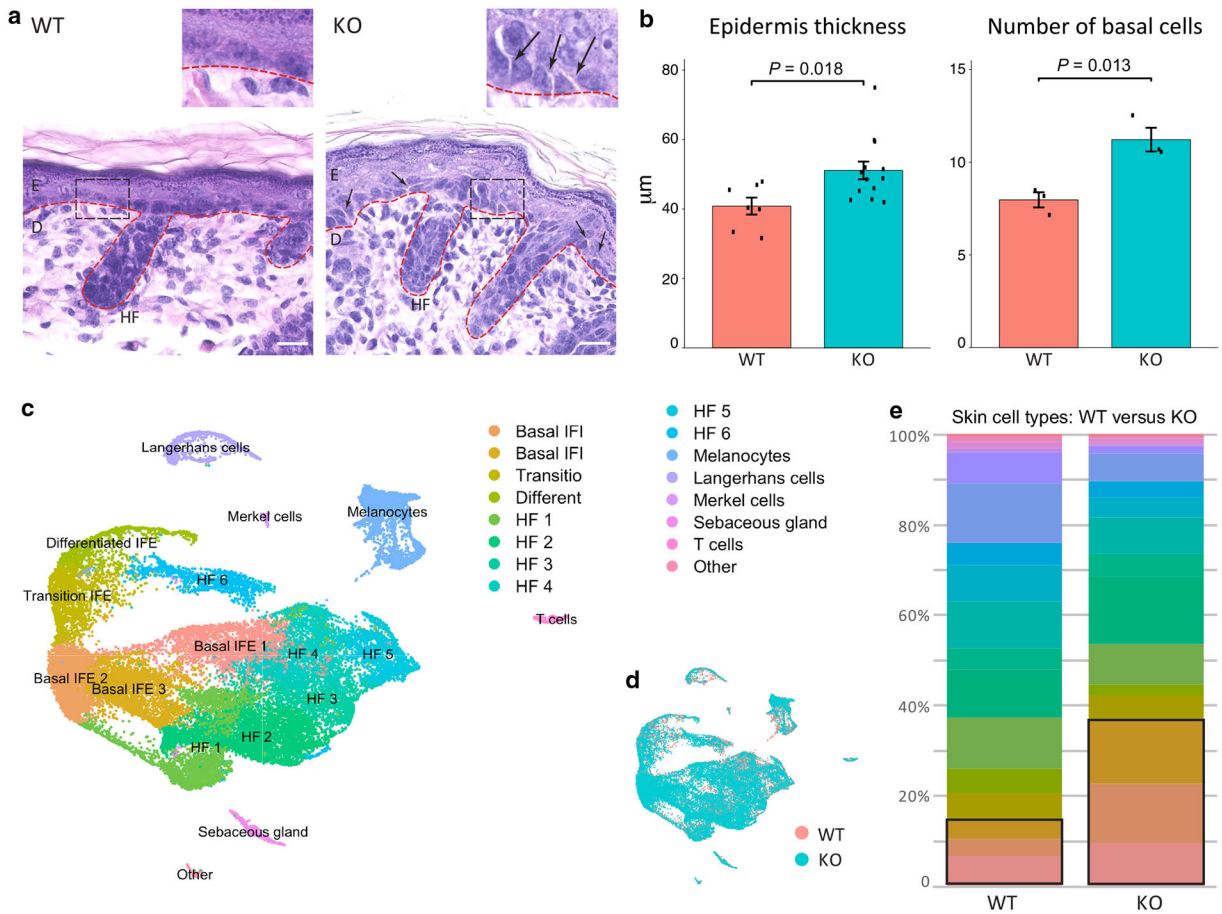 a
WT
KO
E
D
HF
E
D
HF
b
Epidermis thickness
Number of basal cells
P = 0.018
P = 0.013
80
60
40
20
0
µm
WT
KO
15
10
5
0
WT
KO
c
Langerhans cells
Merkel cells
Melanocytes
Differentiated IFE
HF 6
Transition IFE
T cells
Basal IFE 1
HF 4
HF 5
Basal IFE 2
Basal IFE 3
HF 3
HF 1
HF 2
Sebaceous gland
Other
Basal IFI
Basal IFI
Transitio
Different
HF 1
HF 2
HF 3
HF 4
HF 5
HF 6
Melanocytes
Langerhans cells
Merkel cells
Sebaceous gland
T cells
Other
d
WT
KO
e
Skin cell types: WT versus KO
100%
80%
60%
40%
20%
0
WT
KO